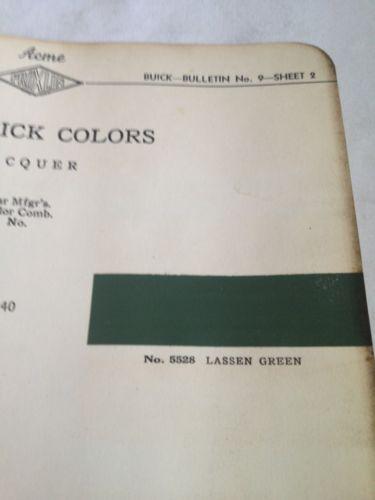 Acme
BUICK—BULLETIN No. 9—SHEET 2
ICK COLORS
CQUER
ar Mfgr's.
lor Comb.
No.
40
No. 5528 LASSEN GREEN